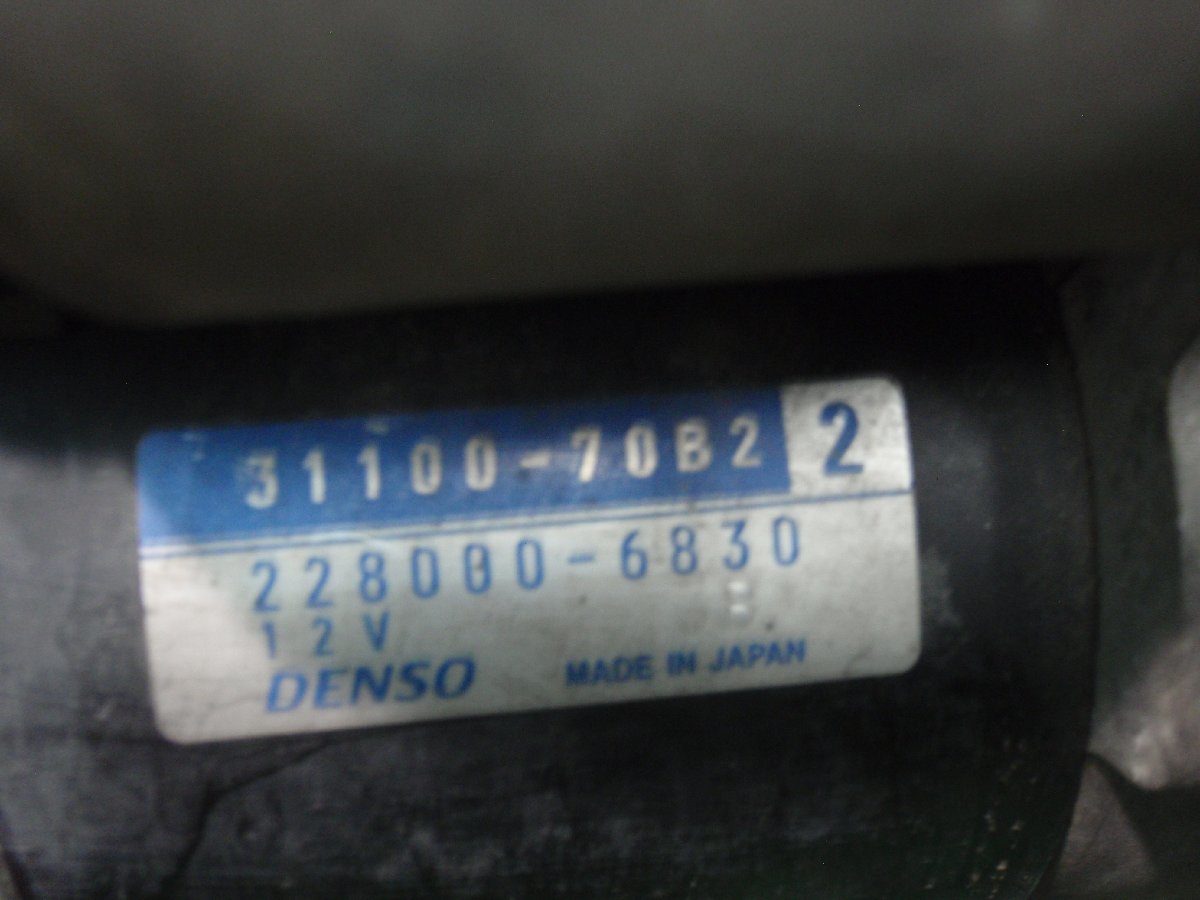 31100-70B2 2
228000-6830
12V
DENSO MADE IN JAPAN